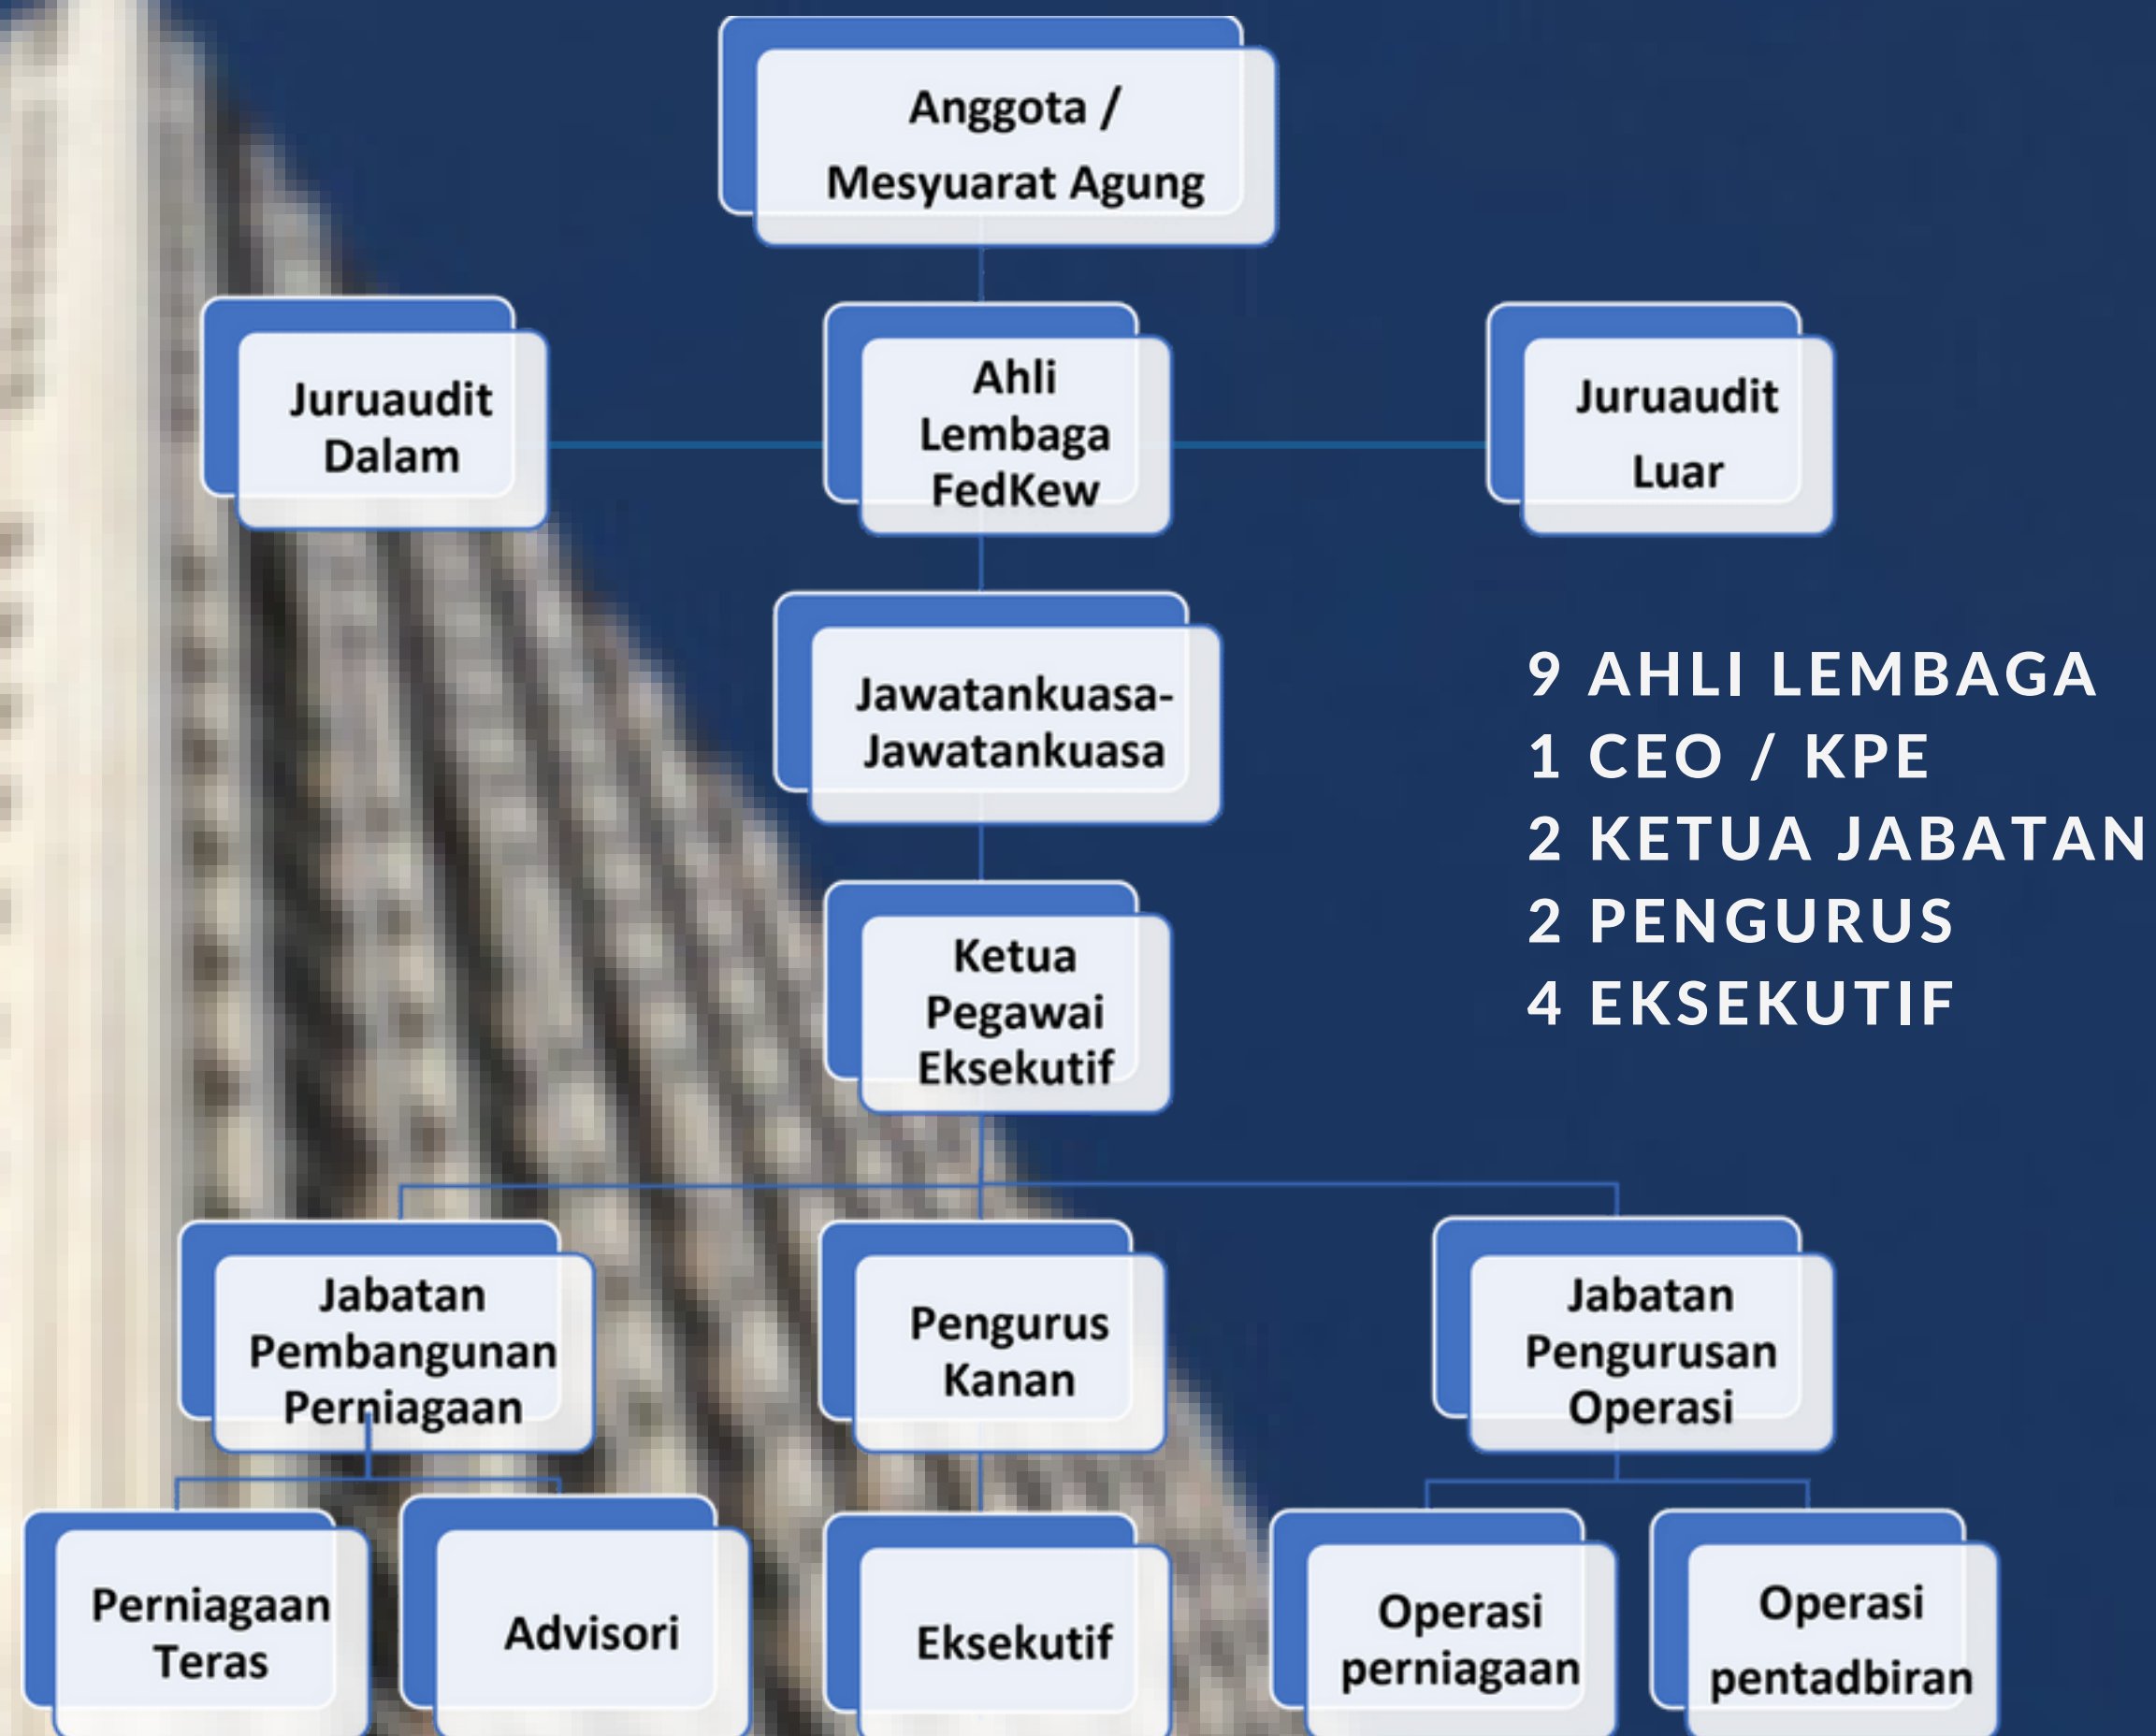 Anggota /
Mesyuarat Agung
Juruaudit
Dalam
Ahli
Lembaga
FedKew
Juruaudit
Luar
Jawatankuasa-
Jawatankuasa
9 AHLI LEMBAGA
1 CEO / KPE
2 KETUA JABATAN
2 PENGURUS
4 EKSEKUTIF
Ketua
Pegawai
Eksekutif
Jabatan
Pembangunan
Perniagaan
Pengurus
Kanan
Jabatan
Pengurusan
Operasi
Perniagaan
Teras
Advisori
Eksekutif
Operasi
perniagaan
Operasi
pentadbiran